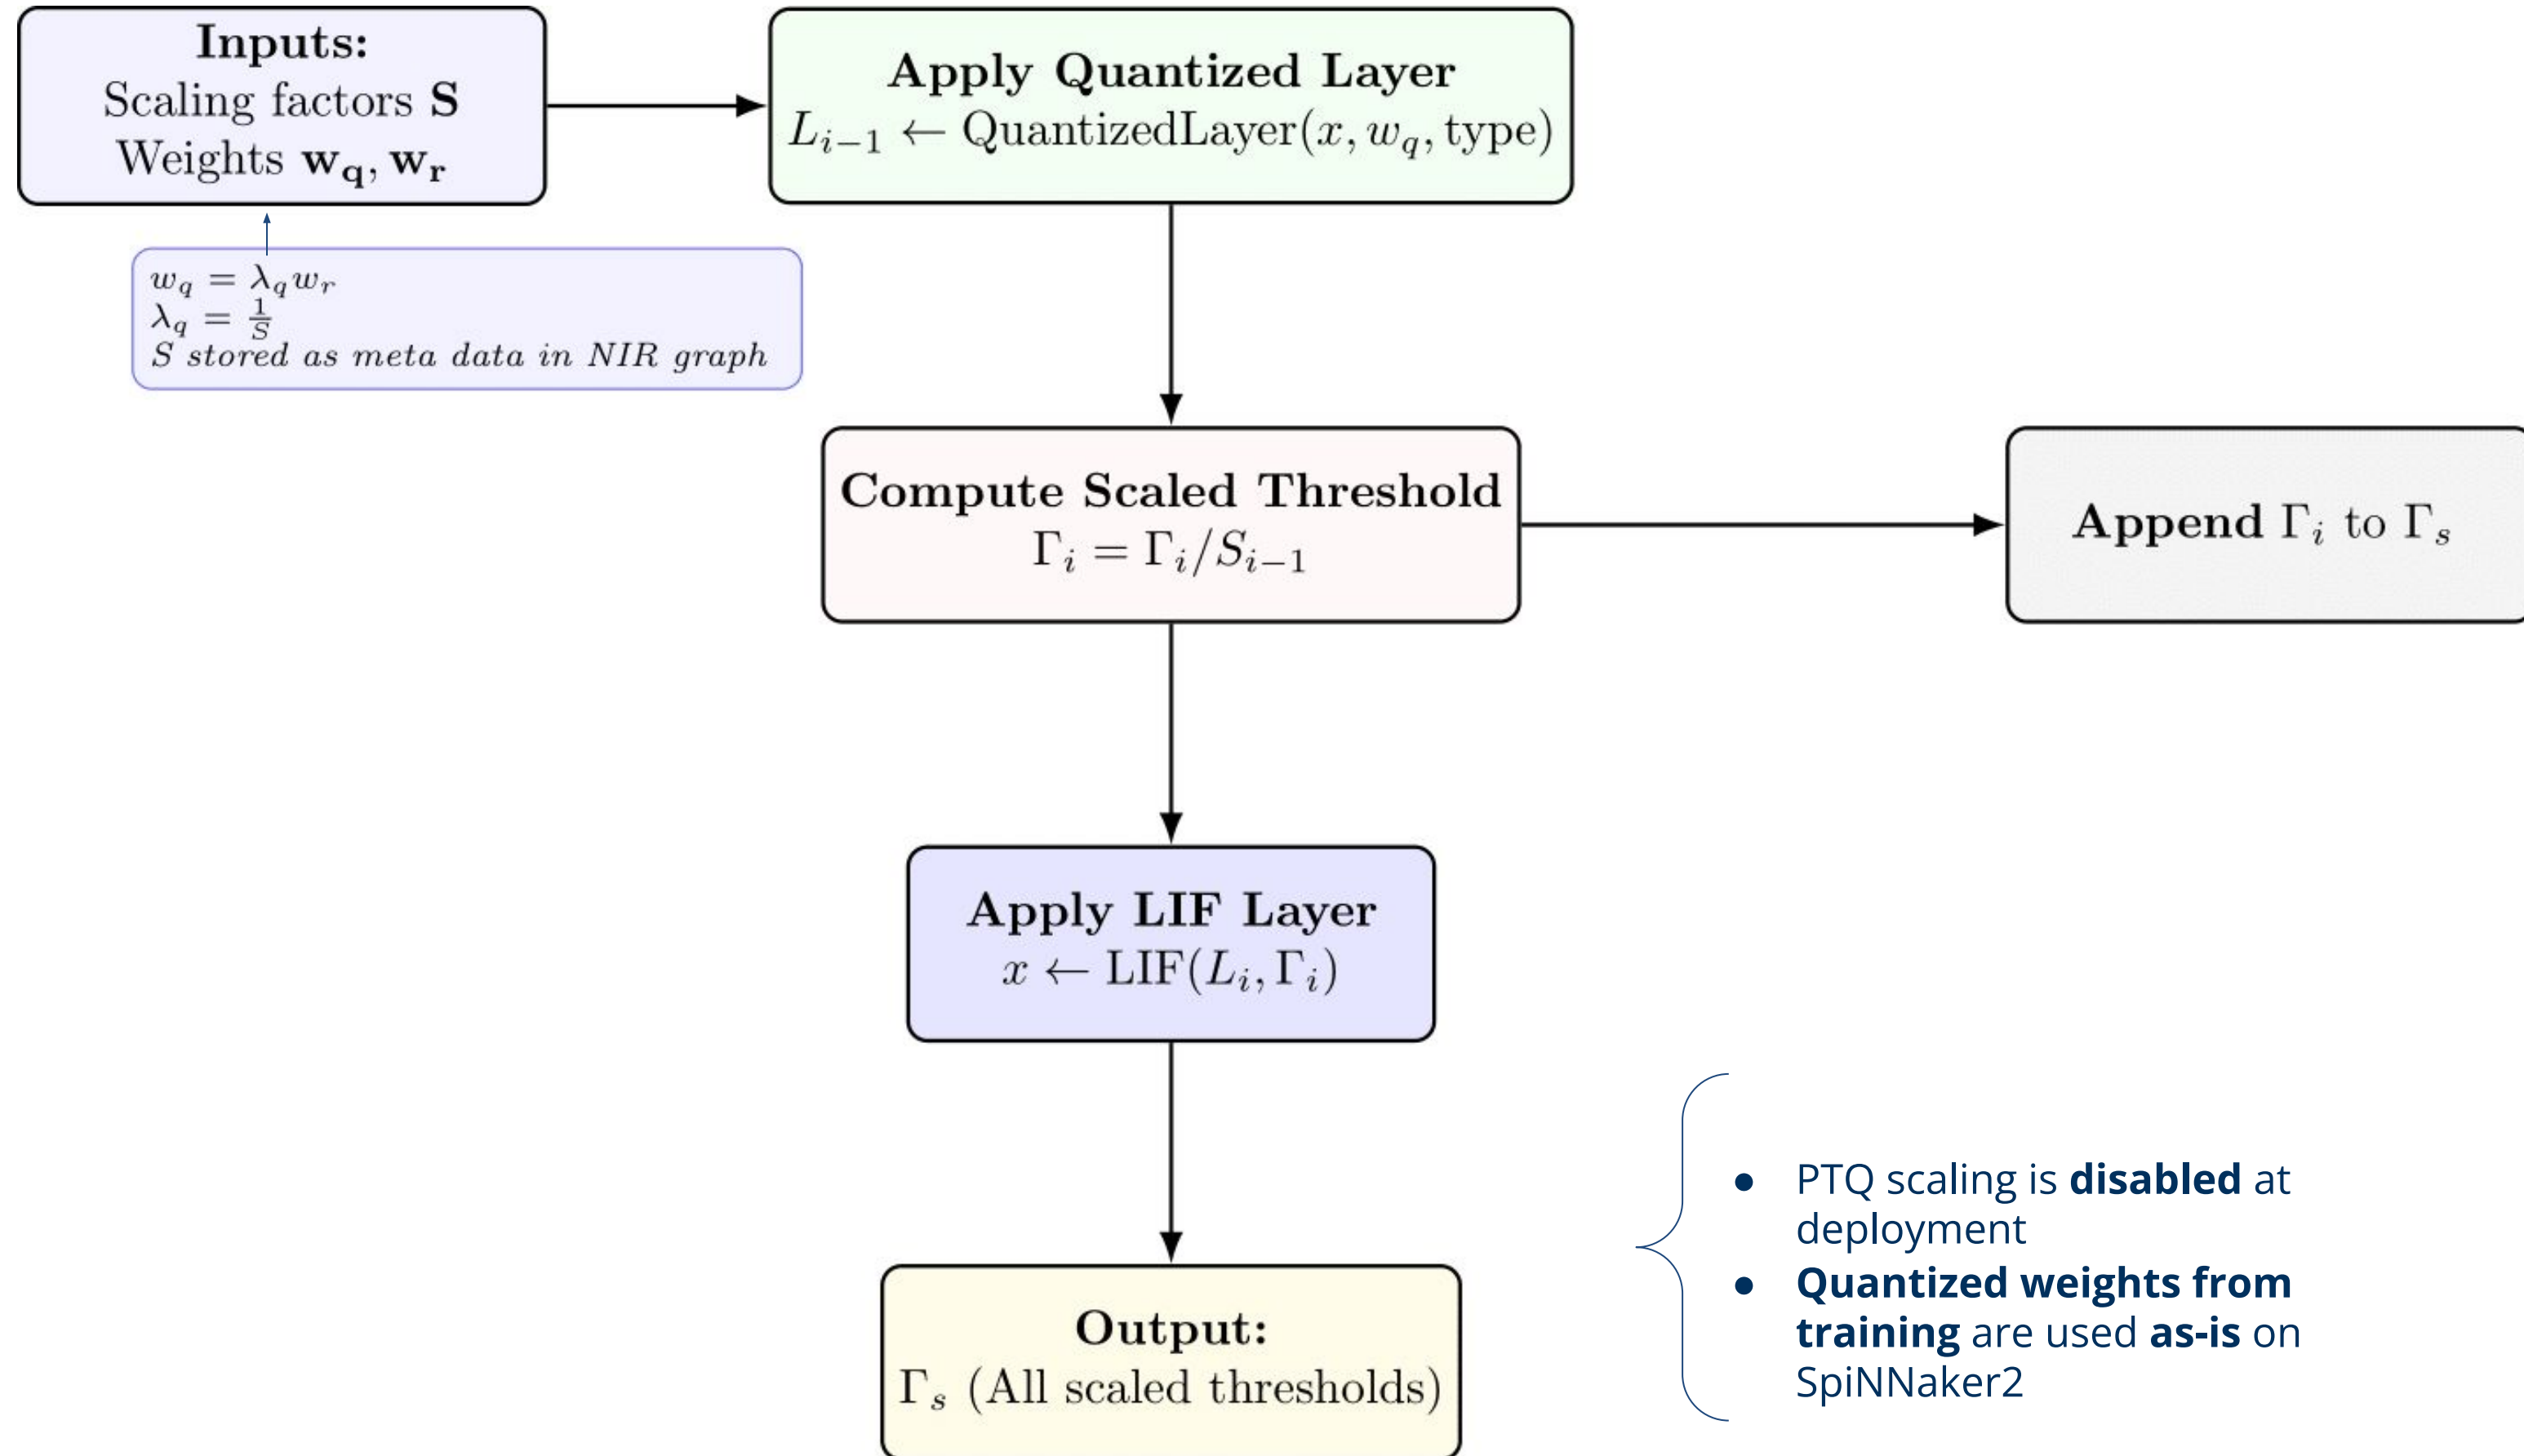 Inputs:
Scaling factors S
Weights w_q, w_r
Apply Quantized Layer
L_{i−1} ← QuantizedLayer(x, w_q, type)
w_q = λ_q w_r
λ_q = 1/S
S stored as meta data in NIR graph
Compute Scaled Threshold
Γ_i = Γ_i/S_{i−1}
Append Γ_i to Γ_s
Apply LIF Layer
x ← LIF(L_i, Γ_i)
Output:
Γ_s (All scaled thresholds)
● PTQ scaling is disabled at
deployment
● Quantized weights from
training are used as-is on
SpiNNaker2